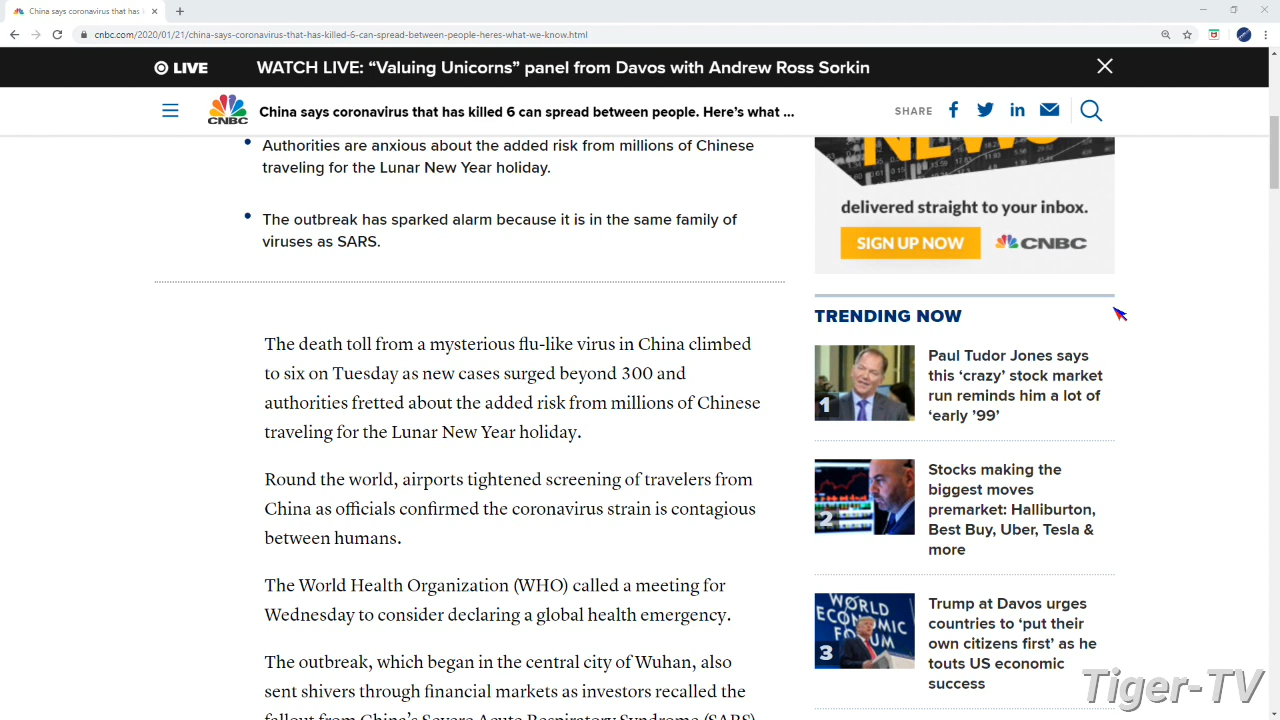 China says coronavirus that has
cnbc.com/2020/01/21/china-says-coronavirus-that-has-killed-6-can-spread-between-people-heres-what-we-know.html
LIVE
WATCH LIVE: “Valuing Unicorns” panel from Davos with Andrew Ross Sorkin
CNBC
China says coronavirus that has killed 6 can spread between people. Here’s what ...
SHARE
Authorities are anxious about the added risk from millions of Chinese
traveling for the Lunar New Year holiday.
The outbreak has sparked alarm because it is in the same family of
viruses as SARS.
The death toll from a mysterious flu-like virus in China climbed
to six on Tuesday as new cases surged beyond 300 and
authorities fretted about the added risk from millions of Chinese
traveling for the Lunar New Year holiday.
Round the world, airports tightened screening of travelers from
China as officials confirmed the coronavirus strain is contagious
between humans.
The World Health Organization (WHO) called a meeting for
Wednesday to consider declaring a global health emergency.
The outbreak, which began in the central city of Wuhan, also
sent shivers through financial markets as investors recalled the
fallout from China’s Severe Acute Respiratory Syndrome (SARS)
NEWS
delivered straight to your inbox.
SIGN UP NOW
CNBC
TRENDING NOW
1
Paul Tudor Jones says
this ‘crazy’ stock market
run reminds him a lot of
‘early ’99’
2
Stocks making the
biggest moves
premarket: Halliburton,
Best Buy, Uber, Tesla &
more
WORLD
ECONOMIC
FORUM
3
Trump at Davos urges
countries to ‘put their
own citizens first’ as he
touts US economic
success
Tiger-TV